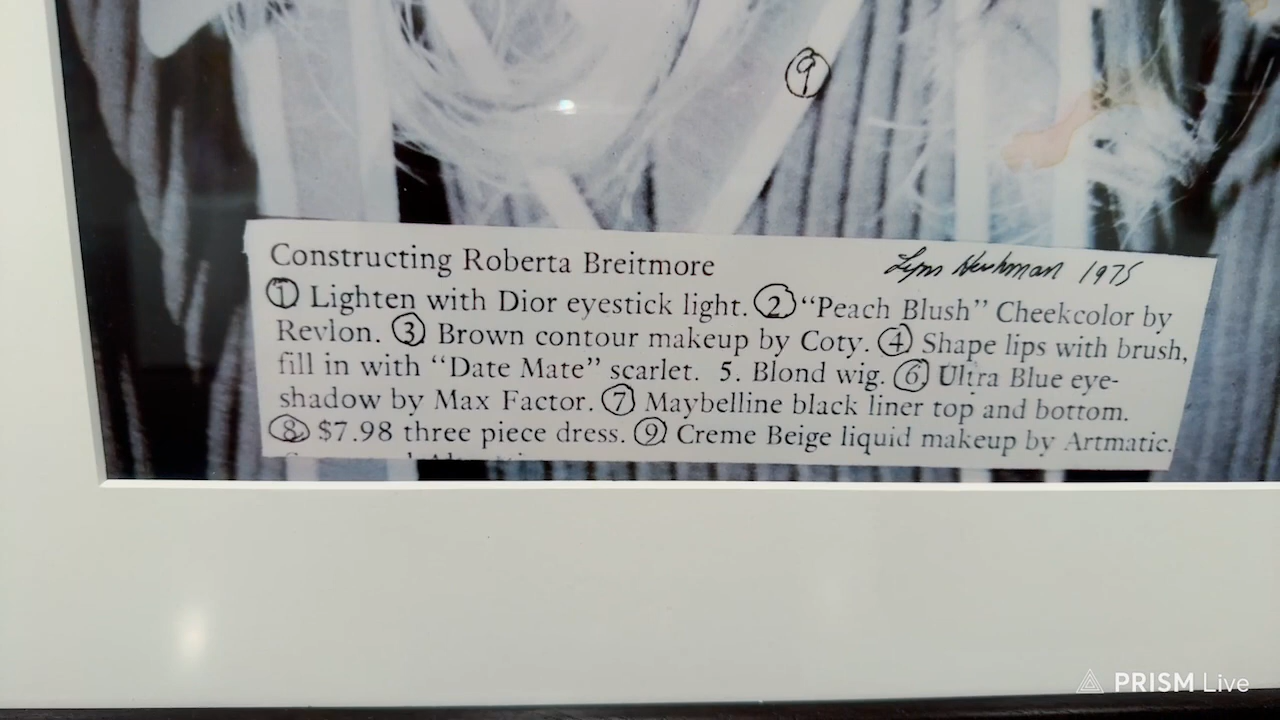 ⑨
Constructing Roberta Breitmore Lynn Hershman 1975
① Lighten with Dior eyestick light. ② “Peach Blush” Cheekcolor by
Revlon. ③ Brown contour makeup by Coty. ④ Shape lips with brush,
fill in with “Date Mate” scarlet. 5. Blond wig. ⑥ Ultra Blue eye-
shadow by Max Factor. ⑦ Maybelline black liner top and bottom.
⑧ $7.98 three piece dress. ⑨ Creme Beige liquid makeup by Artmatic.
PRISM Live